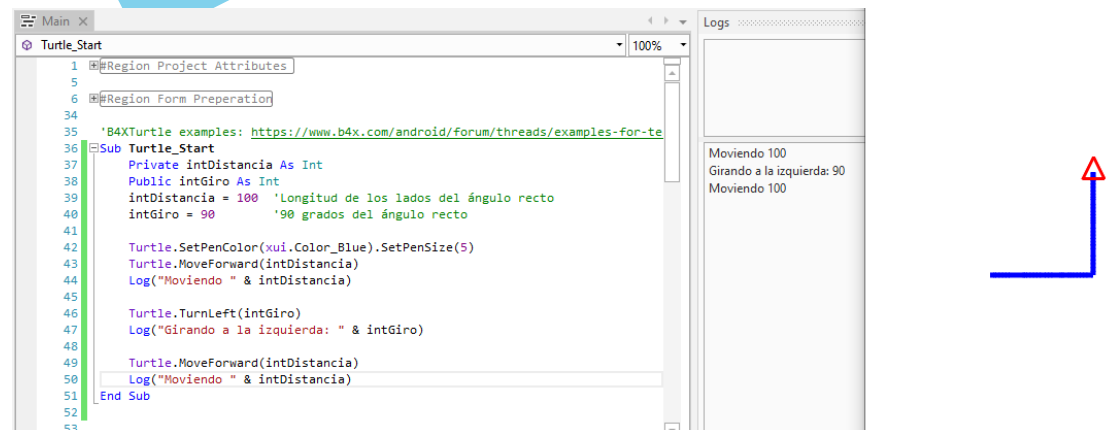 Main
Turtle_Start 100%
1 #Region Project Attributes
5
6 #Region Form Preperation
34
35 'B4XTurtle examples: https://www.b4x.com/android/forum/threads/examples-for-te
36 Sub Turtle_Start
37 Private intDistancia As Int
38 Public intGiro As Int
39 intDistancia = 100 'Longitud de los lados del ángulo recto
40 intGiro = 90 '90 grados del ángulo recto
41
42 Turtle.SetPenColor(xui.Color_Blue).SetPenSize(5)
43 Turtle.MoveForward(intDistancia)
44 Log("Moviendo " & intDistancia)
45
46 Turtle.TurnLeft(intGiro)
47 Log("Girando a la izquierda: " & intGiro)
48
49 Turtle.MoveForward(intDistancia)
50 Log("Moviendo " & intDistancia)
51 End Sub
52
53
Logs
Moviendo 100
Girando a la izquierda: 90
Moviendo 100